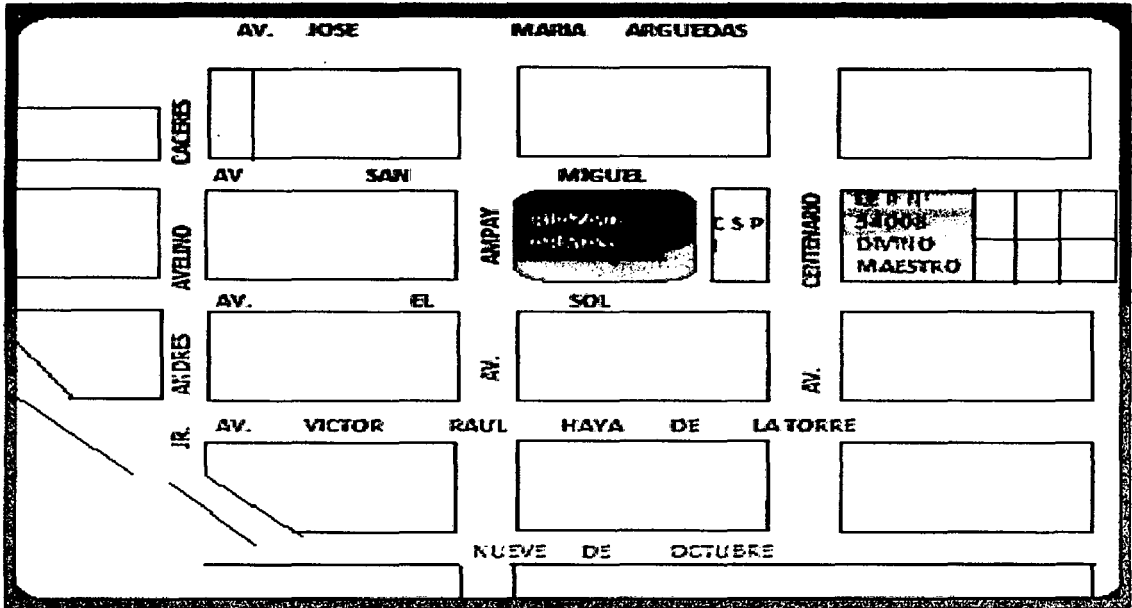 AV. JOSE MARIA ARGUEDAS
AV SAN MIGUEL
C S P
54008
DIVINO
MAESTRO
AV. EL SOL
AV. VICTOR RAUL HAYA DE LA TORRE
NUEVE DE OCTUBRE
JR. ANDRES AVELINO CACERES
AV. AMPAY
AV. CENTENARIO